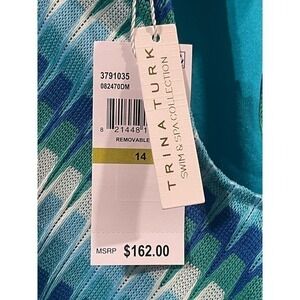 3791035
082470DM
8 21448 1
REMOVABLE
14
MSRP $162.00
TRINA TURK
SWIM & SPA COLLECTION